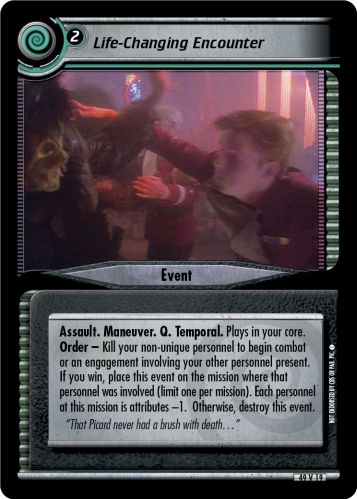 2
Life-Changing Encounter
Event
Assault. Maneuver. Q. Temporal. Plays in your core.
Order – Kill your non-unique personnel to begin combat
or an engagement involving your other personnel present.
If you win, place this event on the mission where that
personnel was involved (limit one per mission). Each personnel
at this mission is attributes –1. Otherwise, destroy this event.
"That Picard never had a brush with death…"
NOT ENDORSED BY CBS OR PAR. PIC.
49 V 19